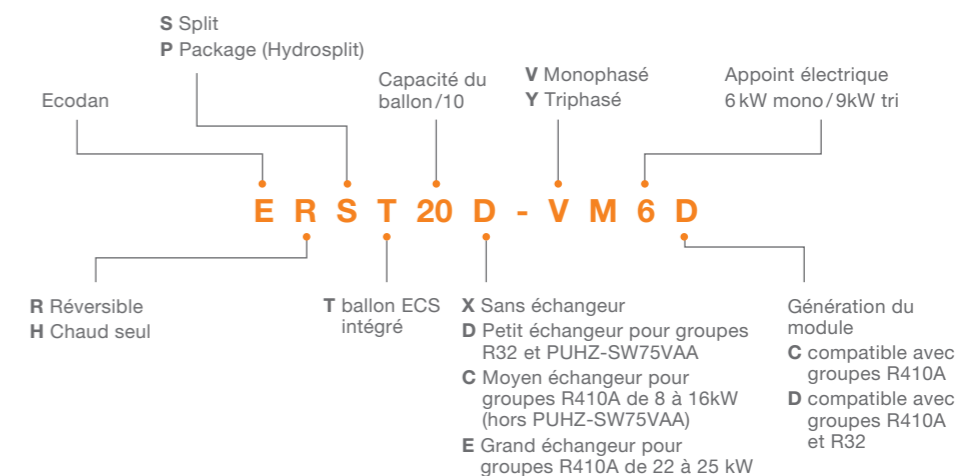 S Split
P Package (Hydrosplit)
Ecodan
Capacité du
ballon/10
V Monophasé
Y Triphasé
Appoint électrique
6 kW mono/9kW tri
E R S T 20 D - V M 6 D
R Réversible
H Chaud seul
T ballon ECS
intégré
X Sans échangeur
D Petit échangeur pour groupes
R32 et PUHZ-SW75VAA
C Moyen échangeur pour
groupes R410A de 8 à 16kW
(hors PUHZ-SW75VAA)
E Grand échangeur pour
groupes R410A de 22 à 25 kW
Génération du
module
C compatible avec
groupes R410A
D compatible avec
groupes R410A
et R32